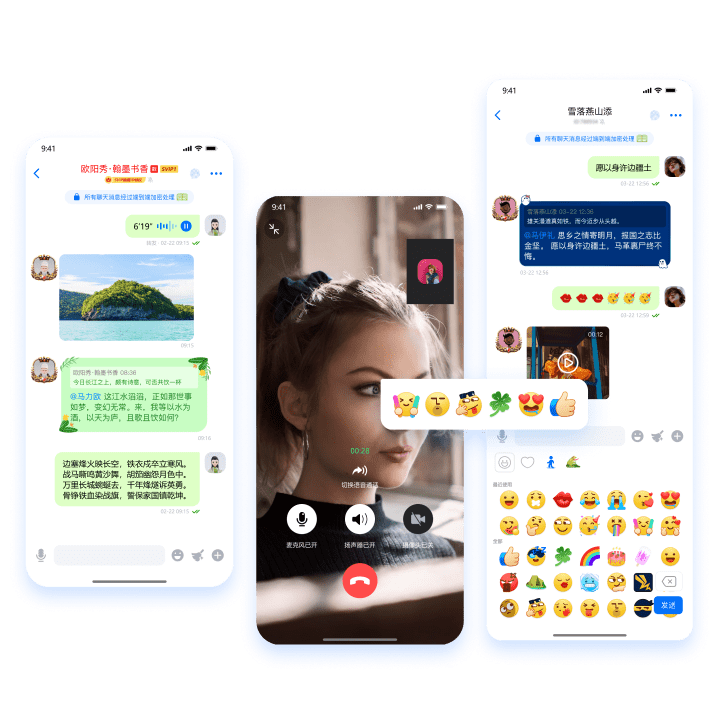 9:41
欧阳秀·翰墨书香 SVIP1
所有聊天消息经过端到端加密处理
6'19"
03-22 09:15
09:15
欧阳秀·翰墨书香 08:36
今日长江之上，颇有诗意，可否共饮一杯
@马力欧 这江水滔滔，正如那世事
如梦，变幻无常。来，我等以水为
酒，以天为庐，且歌且饮如何？
09:16
边塞烽火映长空，铁衣戍卒立寒风。
战马嘶鸣黄沙舞，胡笳幽怨月色中。
万里长城蜿蜒去，千年烽燧诉英勇。
骨铮铁血染战旗，誓保家国镇乾坤。
03-22 09:15
9:41
00:28
切换语音通话
麦克风已开
扬声器已开
摄像头已关
9:41
雪落燕山添
所有聊天消息经过端到端加密处理
愿以身许边疆土
03-22 12:56
雪落燕山添 03-22 12:36
雄关漫道真如铁，而今迈步从头越。
@马伊礼 思乡之情寄明月，报国之志比
金坚。 愿以身许边疆土，马革裹尸终不
悔。
03-22 12:56
03-22 12:56
00:12
最近使用
全部
发送